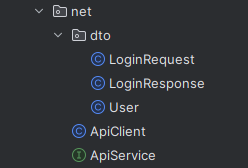 net
dto
LoginRequest
LoginResponse
User
ApiClient
ApiService